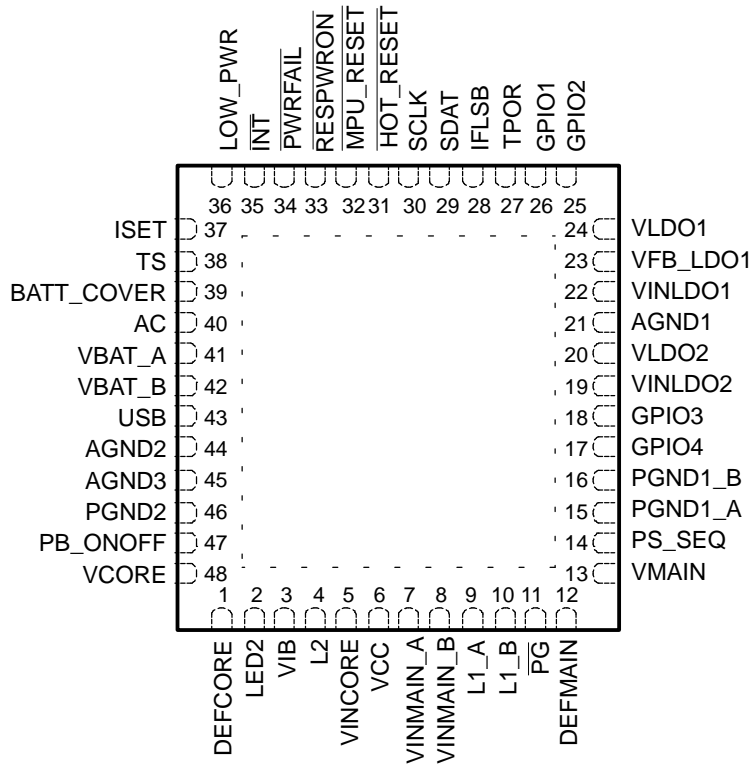 LOW_PWR
INT
PWRFAIL
RESPWRON
MPU_RESET
HOT_RESET
SCLK
SDAT
IFLSB
TPOR
GPIO1
GPIO2
36 35 34 33 32 31 30 29 28 27 26 25
ISET 37
TS 38
BATT_COVER 39
AC 40
VBAT_A 41
VBAT_B 42
USB 43
AGND2 44
AGND3 45
PGND2 46
PB_ONOFF 47
VCORE 48
24 VLDO1
23 VFB_LDO1
22 VINLDO1
21 AGND1
20 VLDO2
19 VINLDO2
18 GPIO3
17 GPIO4
16 PGND1_B
15 PGND1_A
14 PS_SEQ
13 VMAIN
1 2 3 4 5 6 7 8 9 10 11 12
DEFCORE
LED2
VIB
L2
VINCORE
VCC
VINMAIN_A
VINMAIN_B
L1_A
L1_B
PG
DEFMAIN